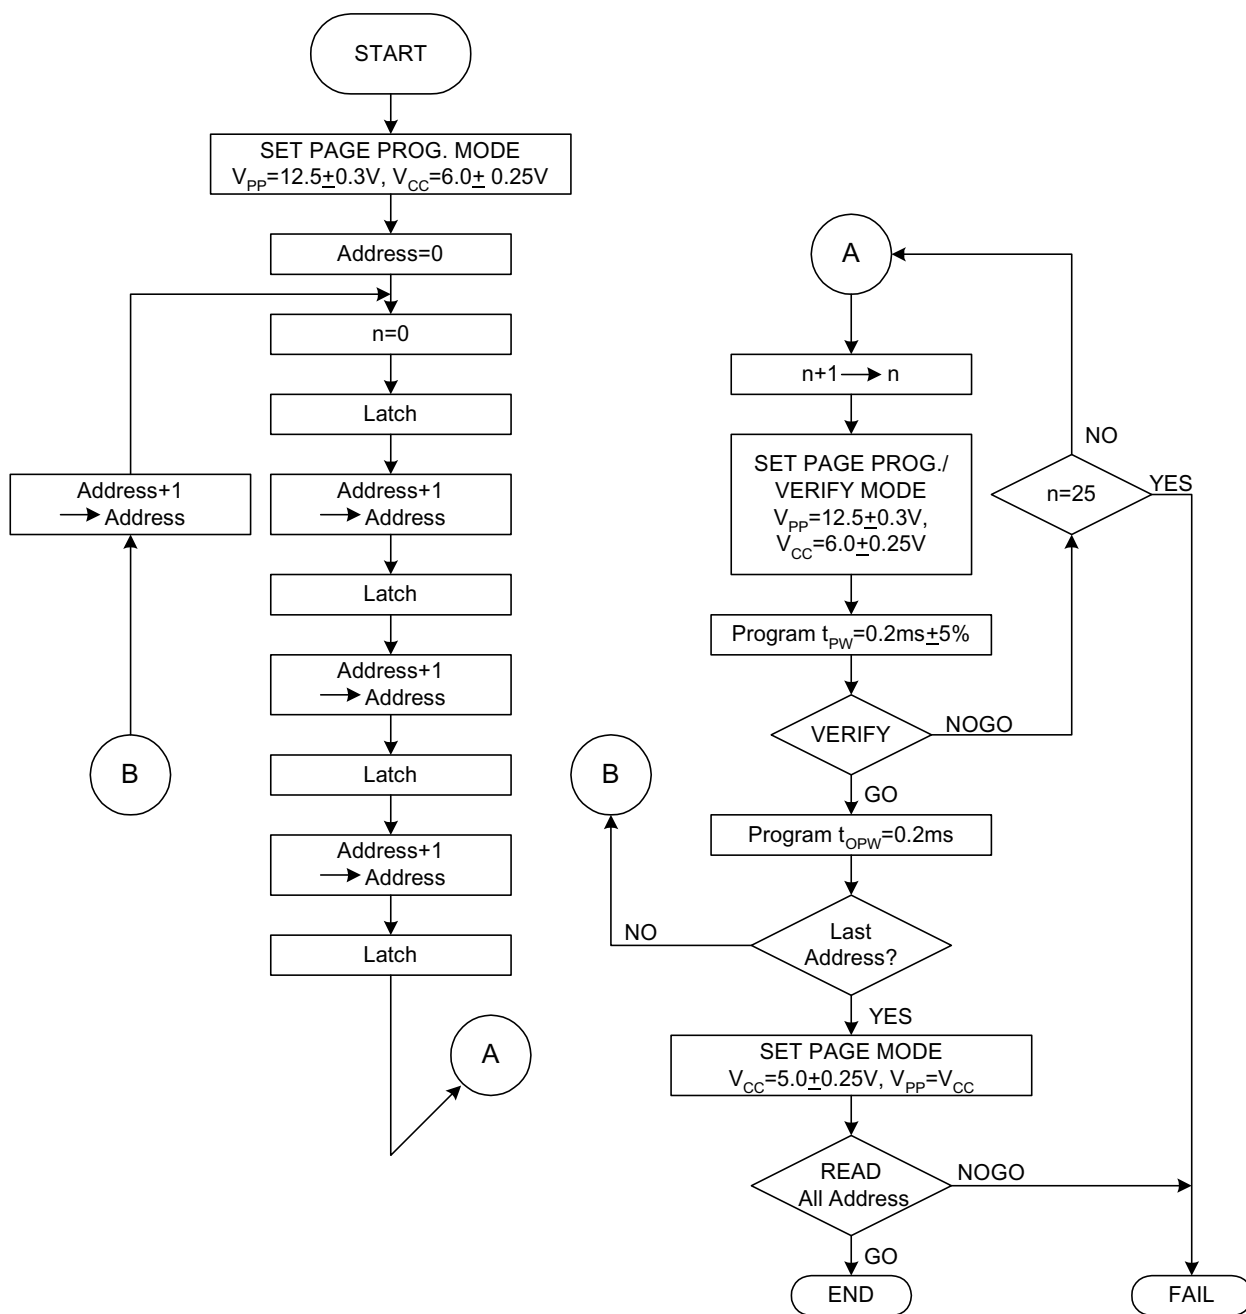 START
SET PAGE PROG. MODE
VPP=12.5±0.3V, VCC=6.0± 0.25V
Address=0
n=0
Latch
Address+1
→ Address
Latch
Address+1
→ Address
Latch
Address+1
→ Address
Latch
A
Address+1
→ Address
B
A
n+1 → n
SET PAGE PROG./
VERIFY MODE
VPP=12.5±0.3V,
VCC=6.0±0.25V
Program tPW=0.2ms±5%
VERIFY
NOGO
n=25
NO
YES
GO
Program tOPW=0.2ms
Last
Address?
NO
B
YES
SET PAGE MODE
VCC=5.0±0.25V, VPP=VCC
READ
All Address
NOGO
GO
END
FAIL